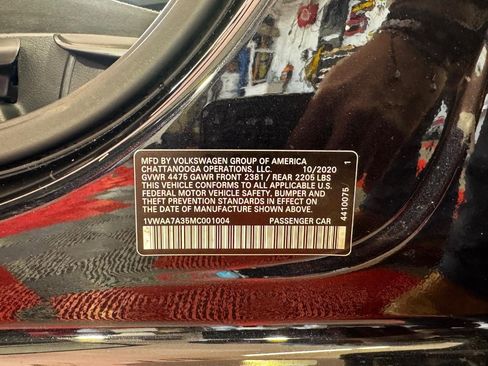 MFD BY VOLKSWAGEN GROUP OF AMERICA
CHATTANOOGA OPERATIONS, LLC. 10/2020 1
GVWR 4475 GAWR FRONT 2381 / REAR 2205 LBS
THIS VEHICLE CONFORMS TO ALL APPLICABLE U.S.
FEDERAL MOTOR VEHICLE SAFETY, BUMPER AND
THEFT PREVENTION STANDARDS IN EFFECT ON
THE DATE OF MANUFACTURE SHOWN ABOVE.
1VWAA7A35MC001004 PASSENGER CAR
4410075